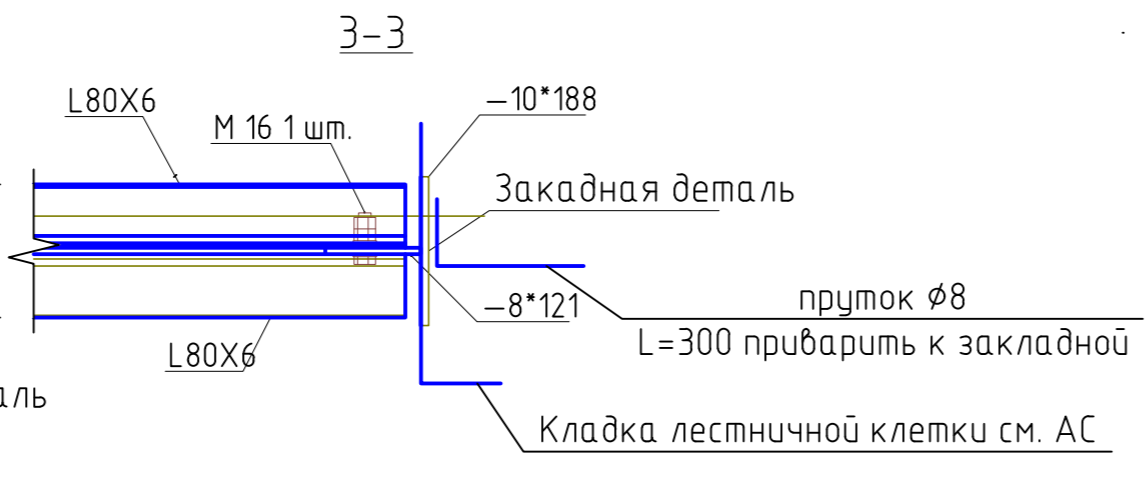 3-3
L80X6
М 16 1 шт.
–10*188
Закадная деталь
–8*121
пруток Ø8
L=300 приварить к закладной
L80X6
аль
Кладка лестничной клетки см. АС